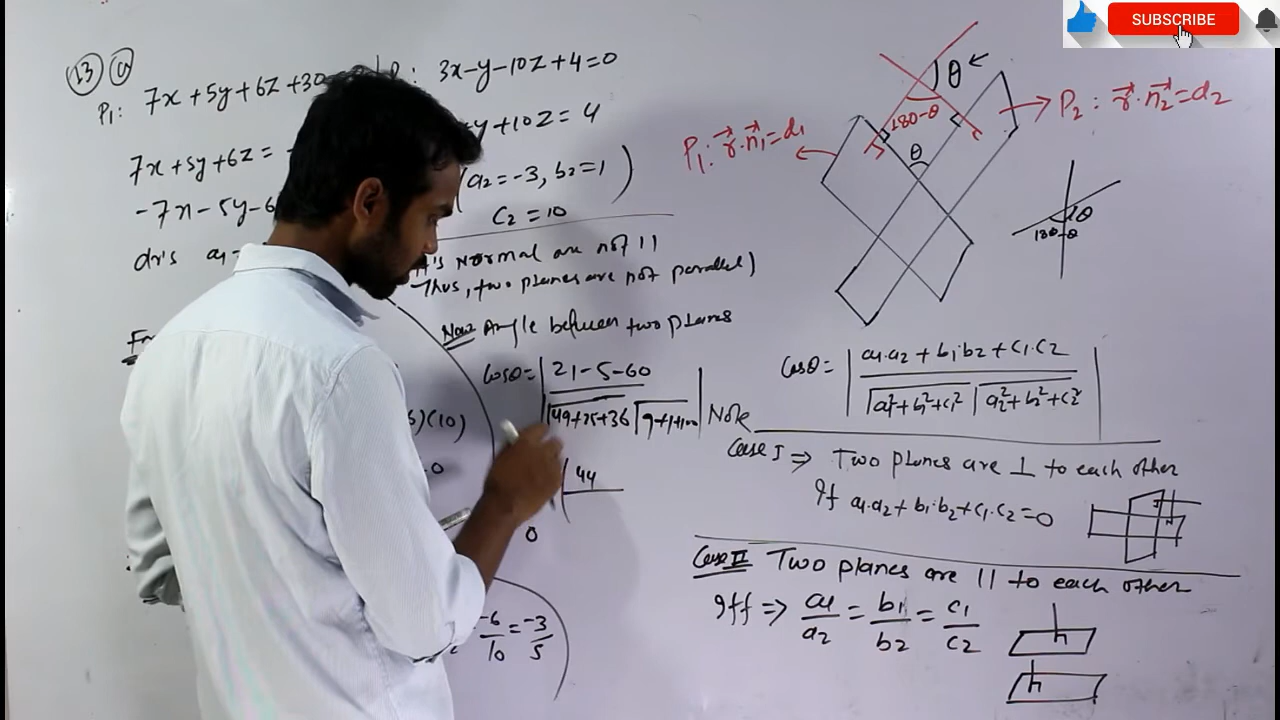 SUBSCRIBE
13 a
P1: 7x + 5y + 6z + 30
3x - y - 10z + 4 = 0
7x + 5y + 6z =
y + 10z = 4
-7x - 5y - 6
(a2 = -3, b2 = 1)
c2 = 10
dr's a1 =
It's normal are not ||
Thus, two planes are not parallel)
Now Angle between two planes
cosθ = | 21 - 5 - 60 / √49+25+36 √9+1+100 |
)(10)
0
| 44
0
-6/10 = -3/5
θ
180-θ
θ
P1: r⃗.n⃗1 = d1
P2: r⃗.n⃗2 = d2
θ
180-θ
cosθ = | a1.a2 + b1.b2 + c1.c2 / √a1²+b1²+c1² √a2²+b2²+c2² |
Note
Case I ⇒ Two planes are ⊥ to each other
If a1.a2 + b1.b2 + c1.c2 = 0
Case II Two planes are || to each other
Iff ⇒ a1/a2 = b1/b2 = c1/c2